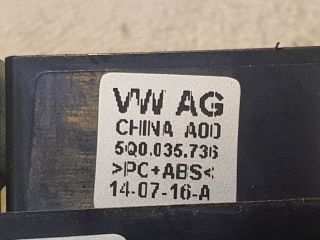 VW AG
CHINA A00
5Q0.035.736
>PC+ABS<
14-07-16-A